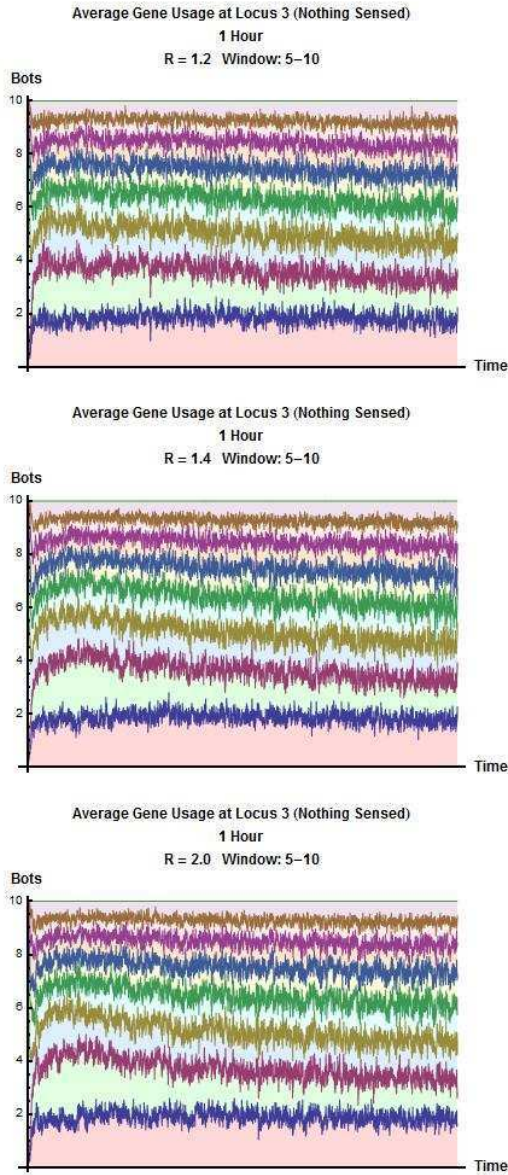 Average Gene Usage at Locus 3 (Nothing Sensed)
1 Hour
R = 1.2 Window: 5–10
Bots
10
8
6
4
2
Time
Average Gene Usage at Locus 3 (Nothing Sensed)
1 Hour
R = 1.4 Window: 5–10
Bots
10
8
6
4
2
Time
Average Gene Usage at Locus 3 (Nothing Sensed)
1 Hour
R = 2.0 Window: 5–10
Bots
10
8
6
4
2
Time